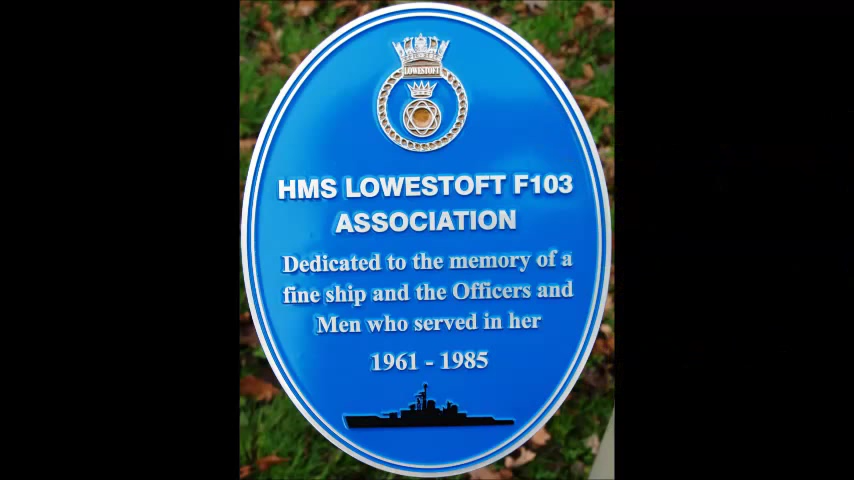 LOWESTOFT
HMS LOWESTOFT F103
ASSOCIATION
Dedicated to the memory of a
fine ship and the Officers and
Men who served in her
1961 - 1985